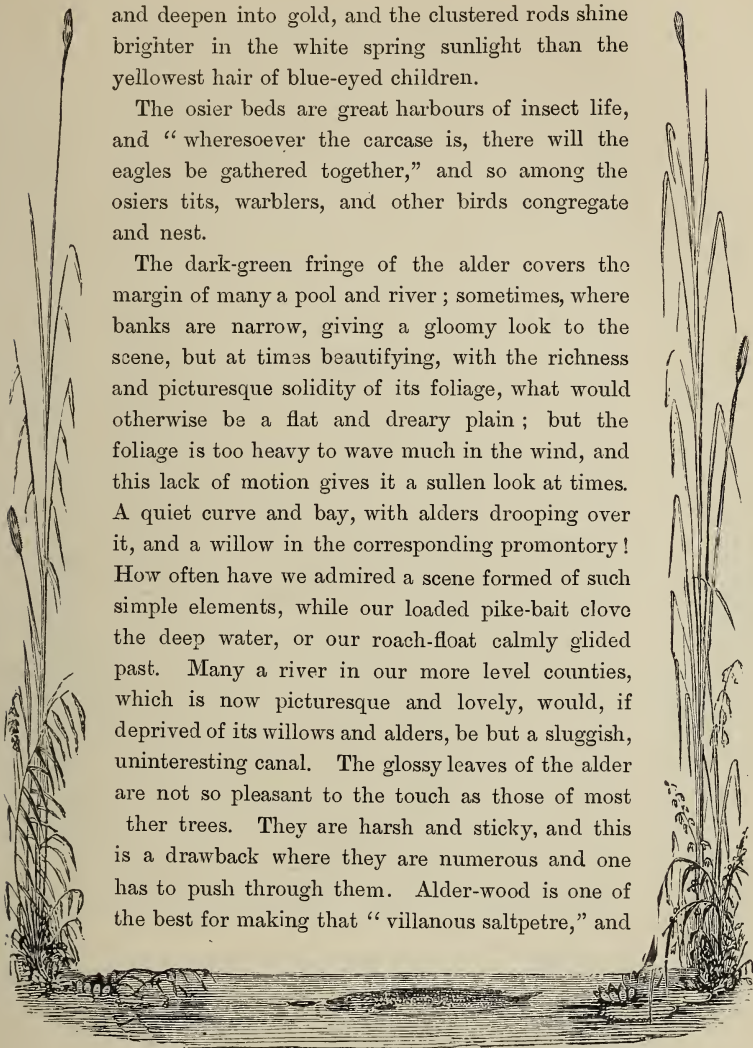 and deepen into gold, and the clustered rods shine
brighter in the white spring sunlight than the
yellowest hair of blue-eyed children.
The osier beds are great harbours of insect life,
and “ wheresoever the carcase is, there will the
eagles be gathered together,” and so among the
osiers tits, warblers, and other birds congregate
and nest.
The dark-green fringe of the alder covers the
margin of many a pool and river ; sometimes, where
banks are narrow, giving a gloomy look to the
scene, but at times beautifying, with the richness
and picturesque solidity of its foliage, what would
otherwise be a flat and dreary plain ; but the
foliage is too heavy to wave much in the wind, and
this lack of motion gives it a sullen look at times.
A quiet curve and bay, with alders drooping over
it, and a willow in the corresponding promontory !
How often have we admired a scene formed of such
simple elements, while our loaded pike-bait clove
the deep water, or our roach-float calmly glided
past. Many a river in our more level counties,
which is now picturesque and lovely, would, if
deprived of its willows and alders, be but a sluggish,
uninteresting canal. The glossy leaves of the alder
are not so pleasant to the touch as those of most
ther trees. They are harsh and sticky, and this
is a drawback where they are numerous and one
has to push through them. Alder-wood is one of
the best for making that “ villanous saltpetre,” and